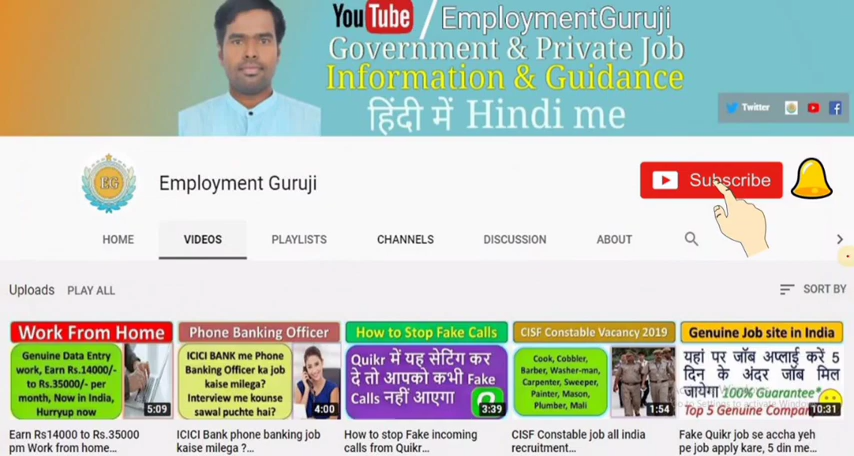 YouTube / EmploymentGuruji
Government & Private Job
Information & Guidance
हिंदी में Hindi me
Twitter
EG
Employment Guruji
Subscribe
HOME VIDEOS PLAYLISTS CHANNELS DISCUSSION ABOUT
Uploads PLAY ALL SORT BY
Work From Home
Genuine Data Entry
work, Earn Rs.14000/-
to Rs.35000/- per
month, Now in India,
Hurryup now
5:09
Earn Rs14000 to Rs.35000
pm Work from home...
Phone Banking Officer
ICICI BANK me Phone
Banking Officer ka job
kaise milega?
Interview me kounse
sawal puchte hai?
4:00
ICICI Bank phone banking job
kaise milega ?...
How to Stop Fake Calls
Quikr में यह सेटिंग कर
दे तो आपको कभी Fake
Calls नहीं आएगा
3:39
How to stop Fake incoming
calls from Quikr...
CISF Constable Vacancy 2019
Cook, Cobbler,
Barber, Washer-man,
Carpenter, Sweeper,
Painter, Mason,
Plumber, Mali
1:54
CISF Constable job all india
recruitment...
Genuine Job site in India
यहां पर जॉब अप्लाई करें 5
दिन के अंदर जॉब मिल
जायेगा 100% Guarantee*
Top 5 Genuine
10:31
Fake Quikr job se accha yeh
pe job apply kare, 5 din me...